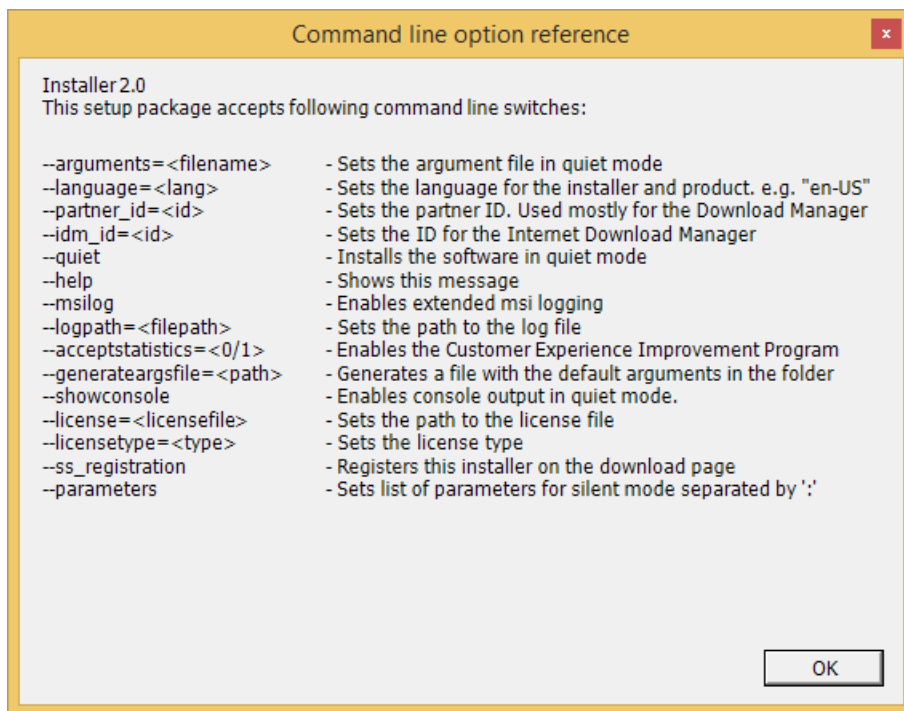 Command line option reference
x
Installer 2.0
This setup package accepts following command line switches:
--arguments=<filename> - Sets the argument file in quiet mode
--language=<lang> - Sets the language for the installer and product. e.g. "en-US"
--partner_id=<id> - Sets the partner ID. Used mostly for the Download Manager
--idm_id=<id> - Sets the ID for the Internet Download Manager
--quiet - Installs the software in quiet mode
--help - Shows this message
--msilog - Enables extended msi logging
--logpath=<filepath> - Sets the path to the log file
--acceptstatistics=<0/1> - Enables the Customer Experience Improvement Program
--generateargsfile=<path> - Generates a file with the default arguments in the folder
--showconsole - Enables console output in quiet mode.
--license=<licensefile> - Sets the path to the license file
--licensetype=<type> - Sets the license type
--ss_registration - Registers this installer on the download page
--parameters - Sets list of parameters for silent mode separated by ':'
OK